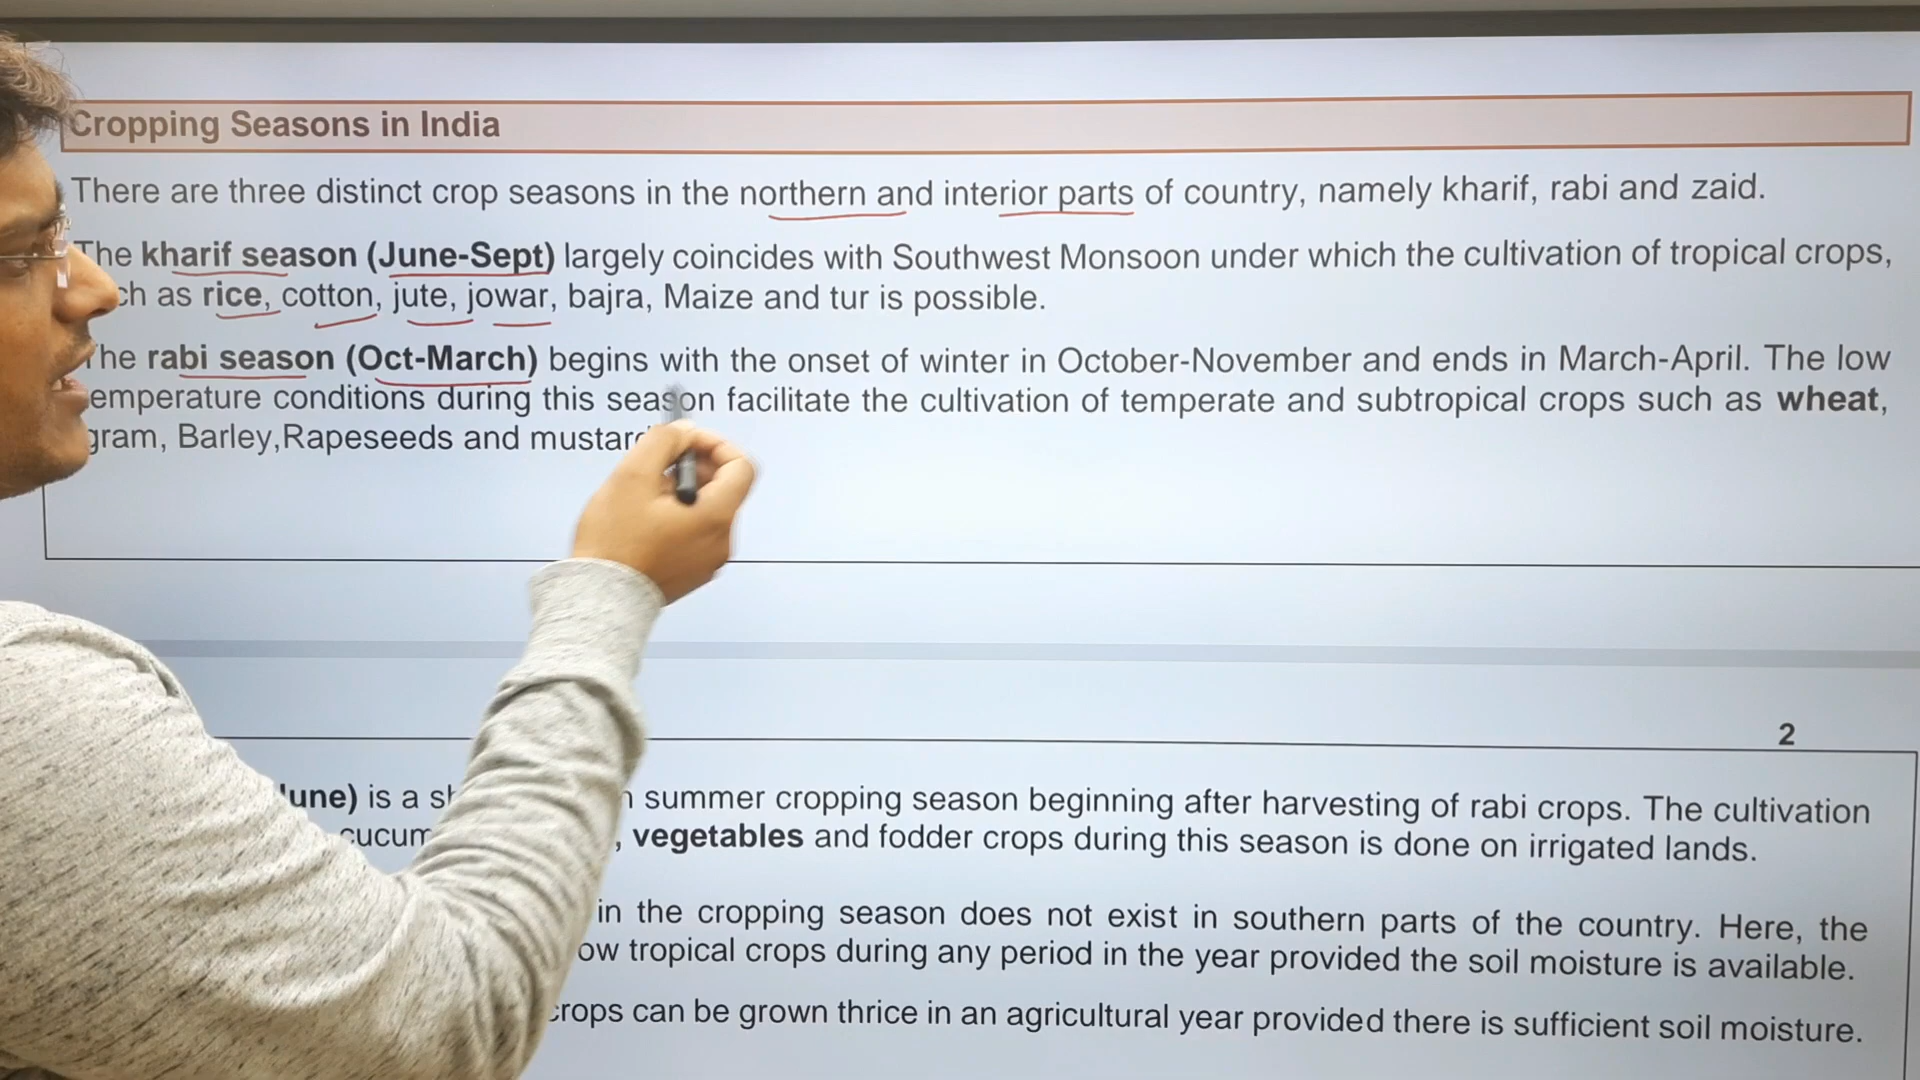 Cropping Seasons in India
There are three distinct crop seasons in the northern and interior parts of country, namely kharif, rabi and zaid.
The kharif season (June-Sept) largely coincides with Southwest Monsoon under which the cultivation of tropical crops,
as rice, cotton, jute, jowar, bajra, Maize and tur is possible.
The rabi season (Oct-March) begins with the onset of winter in October-November and ends in March-April. The low
temperature conditions during this season facilitate the cultivation of temperate and subtropical crops such as wheat,
gram, Barley,Rapeseeds and mustard
2
June) is a summer cropping season beginning after harvesting of rabi crops. The cultivation
, vegetables and fodder crops during this season is done on irrigated lands.
in the cropping season does not exist in southern parts of the country. Here, the
tropical crops during any period in the year provided the soil moisture is available.
crops can be grown thrice in an agricultural year provided there is sufficient soil moisture.